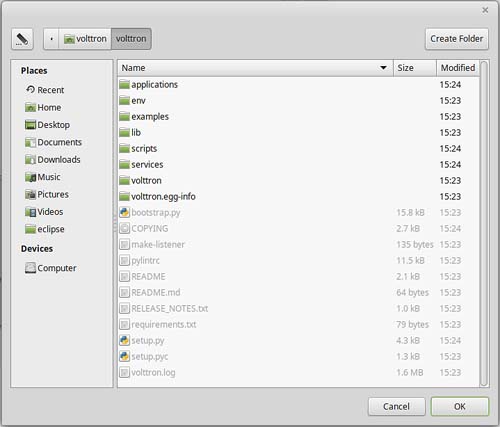 volttron volttron Create Folder
Places
Recent
Home
Desktop
Documents
Downloads
Music
Pictures
Videos
eclipse
Devices
Computer
Name Size Modified
applications 15:24
env 15:23
examples 15:23
lib 15:23
scripts 15:24
services 15:24
volttron 15:23
volttron.egg-info 15:23
bootstrap.py 15.8 kB 15:23
COPYING 2.7 kB 15:24
make-listener 135 bytes 15:23
pylintrc 11.5 kB 15:23
README 2.1 kB 15:23
README.md 64 bytes 15:23
RELEASE_NOTES.txt 1.0 kB 15:23
requirements.txt 79 bytes 15:23
setup.py 4.3 kB 15:24
setup.pyc 1.3 kB 15:23
volttron.log 1.6 MB 15:23
Cancel OK